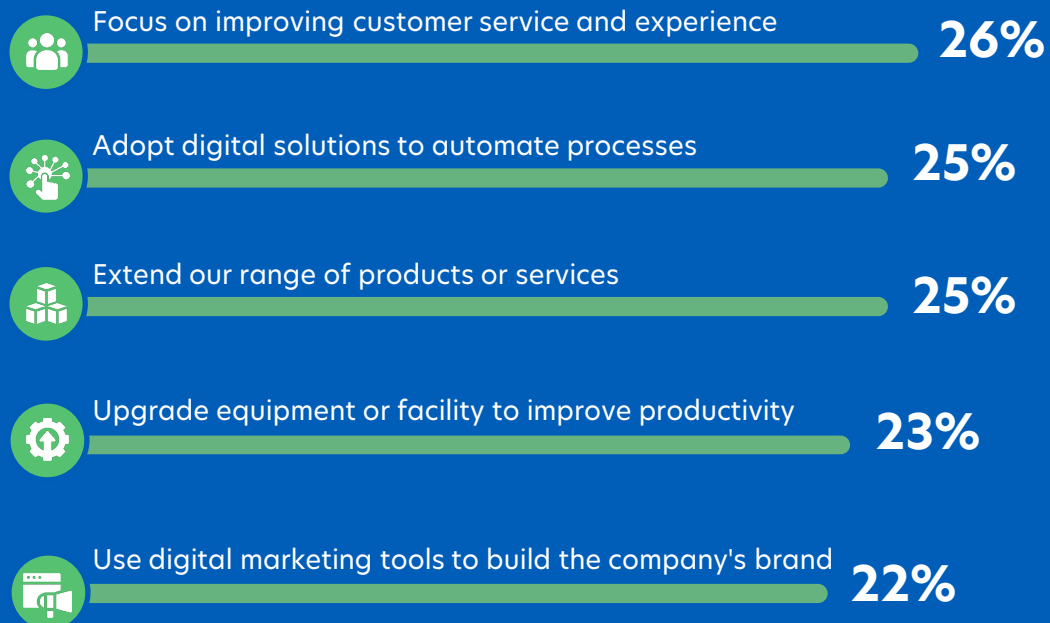 Focus on improving customer service and experience
26%
Adopt digital solutions to automate processes
25%
Extend our range of products or services
25%
Upgrade equipment or facility to improve productivity
23%
Use digital marketing tools to build the company's brand
22%